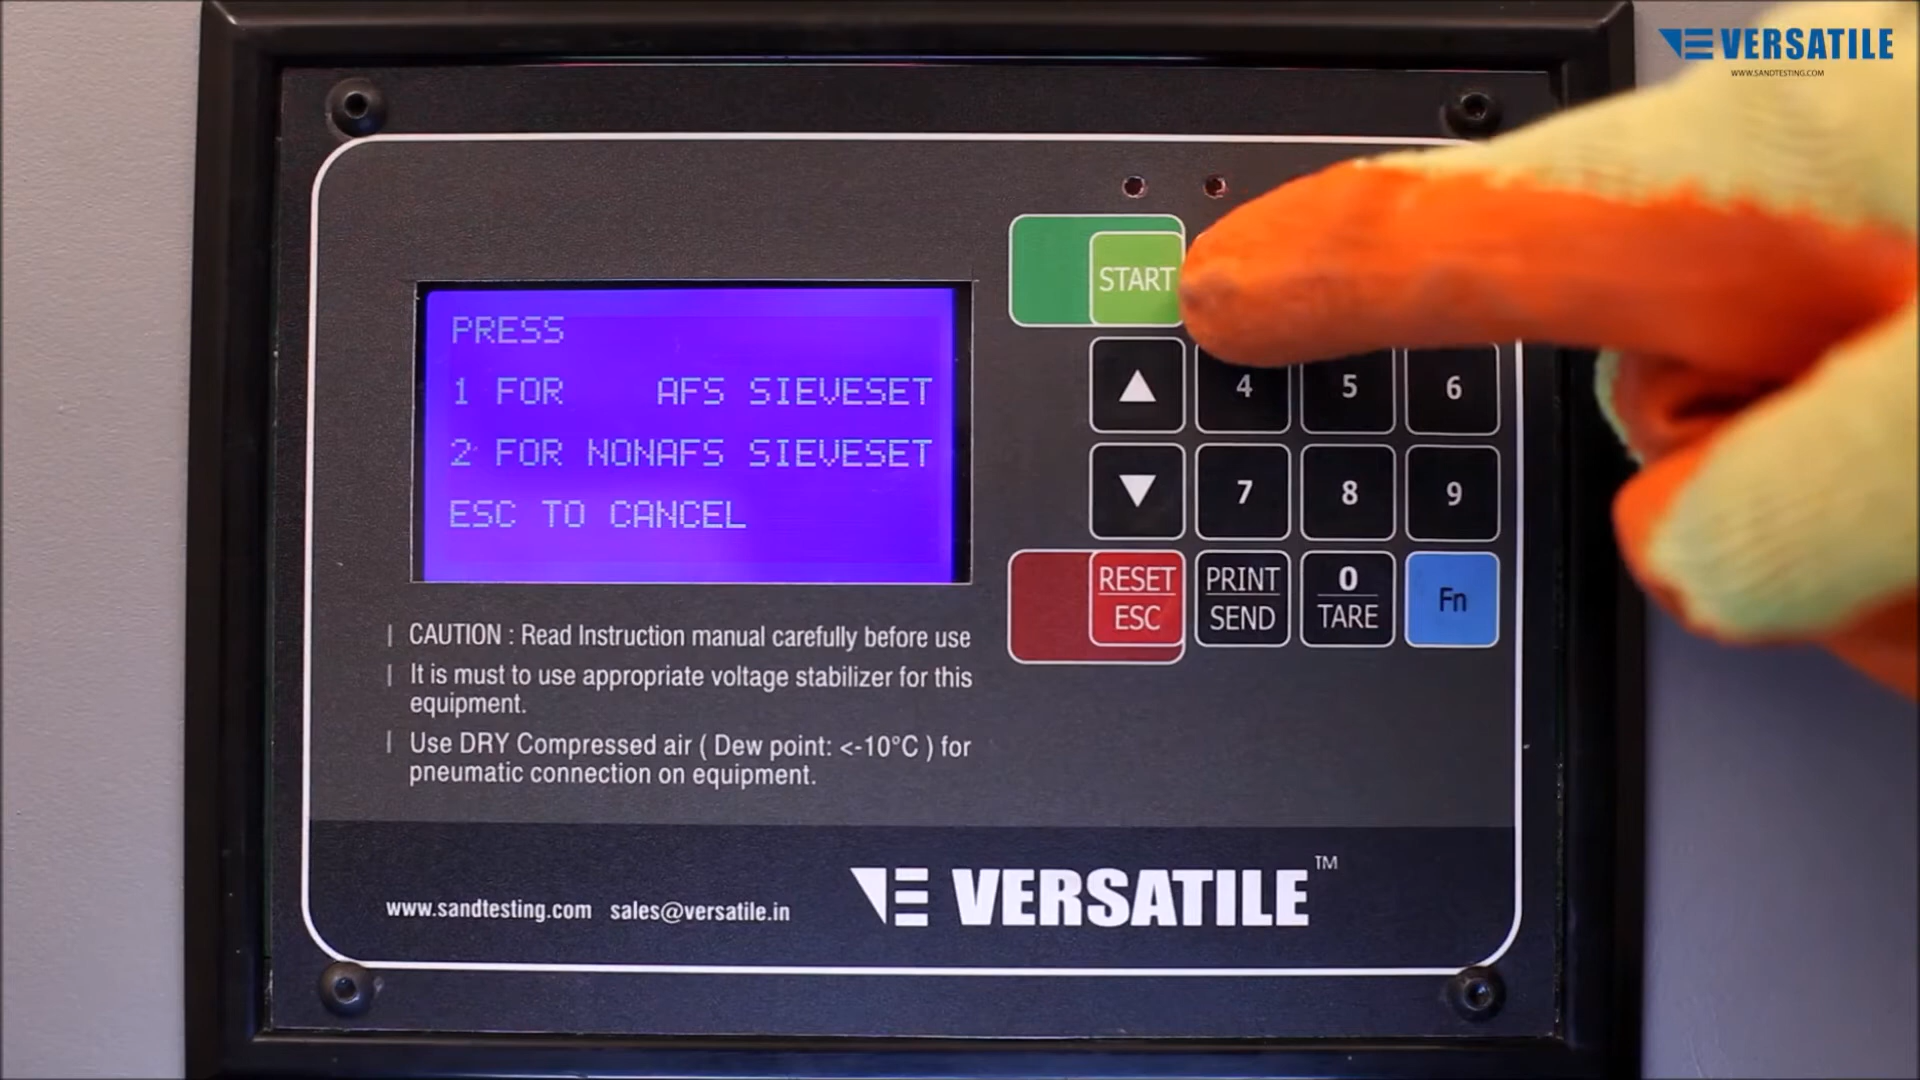 VERSATILE
WWW.SANDTESTING.COM
PRESS
1 FOR AFS SIEVESET
2 FOR NONAFS SIEVESET
ESC TO CANCEL
START
4 5 6
7 8 9
RESET PRINT 0 Fn
ESC SEND TARE
CAUTION : Read Instruction manual carefully before use
It is must to use appropriate voltage stabilizer for this
equipment.
Use DRY Compressed air ( Dew point: <-10°C ) for
pneumatic connection on equipment.
www.sandtesting.com sales@versatile.in
VERSATILE™